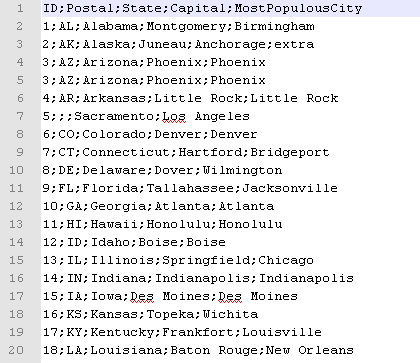 1 ID;Postal;State;Capital;MostPopulousCity
2 1;AL;Alabama;Montgomery;Birmingham
3 2;AK;Alaska;Juneau;Anchorage;extra
4 3;AZ;Arizona;Phoenix;Phoenix
5 3;AZ;Arizona;Phoenix;Phoenix
6 4;AR;Arkansas;Little Rock;Little Rock
7 5;;;Sacramento;Los Angeles
8 6;CO;Colorado;Denver;Denver
9 7;CT;Connecticut;Hartford;Bridgeport
10 8;DE;Delaware;Dover;Wilmington
11 9;FL;Florida;Tallahassee;Jacksonville
12 10;GA;Georgia;Atlanta;Atlanta
13 11;HI;Hawaii;Honolulu;Honolulu
14 12;ID;Idaho;Boise;Boise
15 13;IL;Illinois;Springfield;Chicago
16 14;IN;Indiana;Indianapolis;Indianapolis
17 15;IA;Iowa;Des Moines;Des Moines
18 16;KS;Kansas;Topeka;Wichita
19 17;KY;Kentucky;Frankfort;Louisville
20 18;LA;Louisiana;Baton Rouge;New Orleans